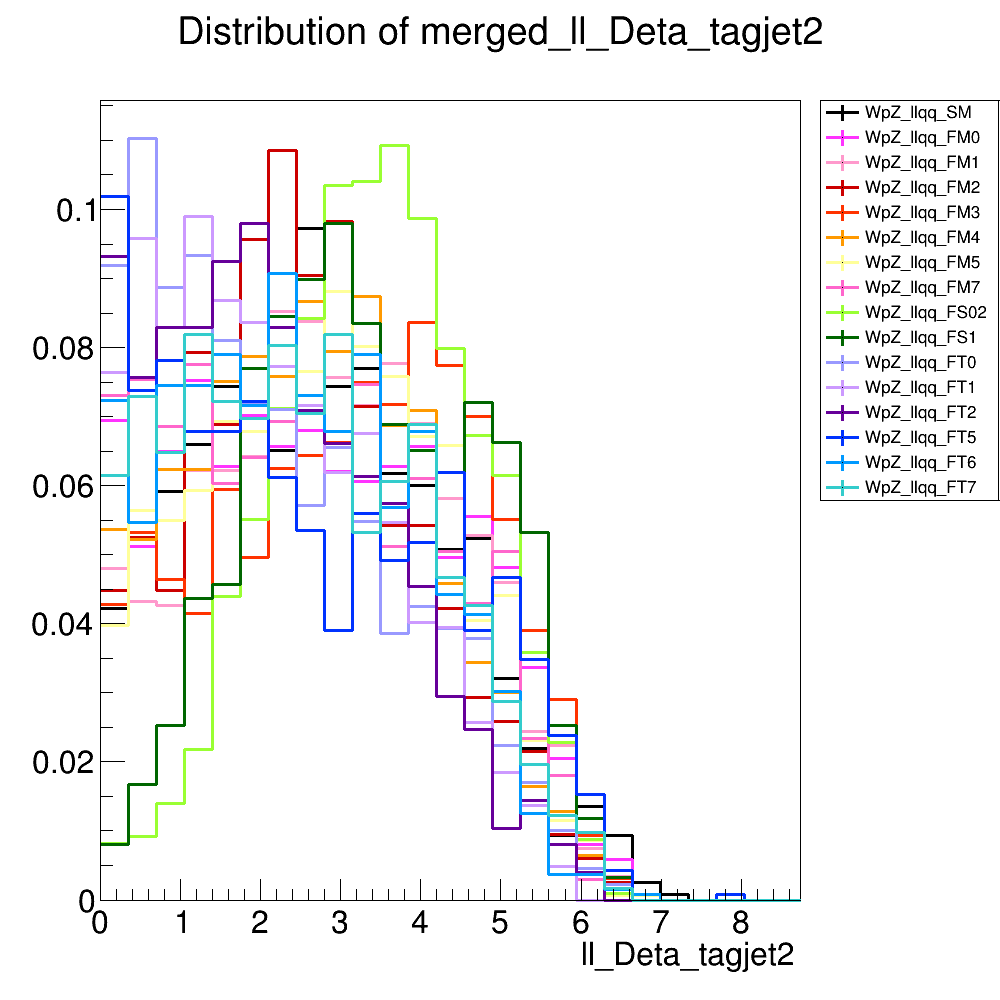 Distribution of merged_ll_Deta_tagjet2
WpZ_llqq_SM
WpZ_llqq_FM0
WpZ_llqq_FM1
WpZ_llqq_FM2
WpZ_llqq_FM3
WpZ_llqq_FM4
WpZ_llqq_FM5
WpZ_llqq_FM7
WpZ_llqq_FS02
WpZ_llqq_FS1
WpZ_llqq_FT0
WpZ_llqq_FT1
WpZ_llqq_FT2
WpZ_llqq_FT5
WpZ_llqq_FT6
WpZ_llqq_FT7
0.1
0.08
0.06
0.04
0.02
0
0 1 2 3 4 5 6 7 8
ll_Deta_tagjet2